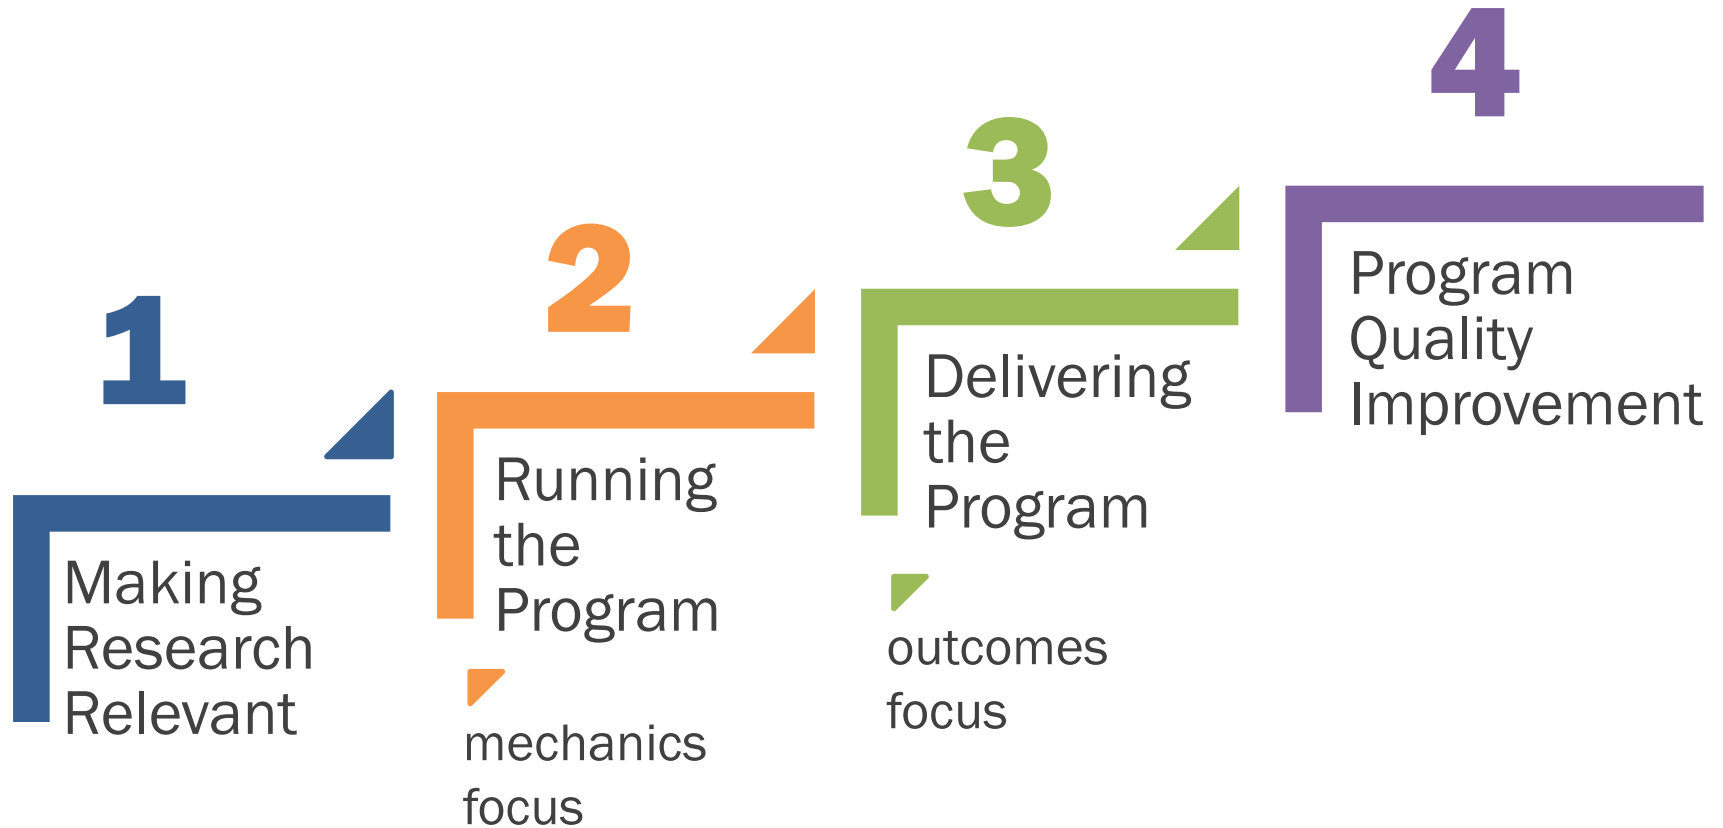 1
Making
Research
Relevant
2
Running
the
Program
mechanics
focus
3
Delivering
the
Program
outcomes
focus
4
Program
Quality
Improvement